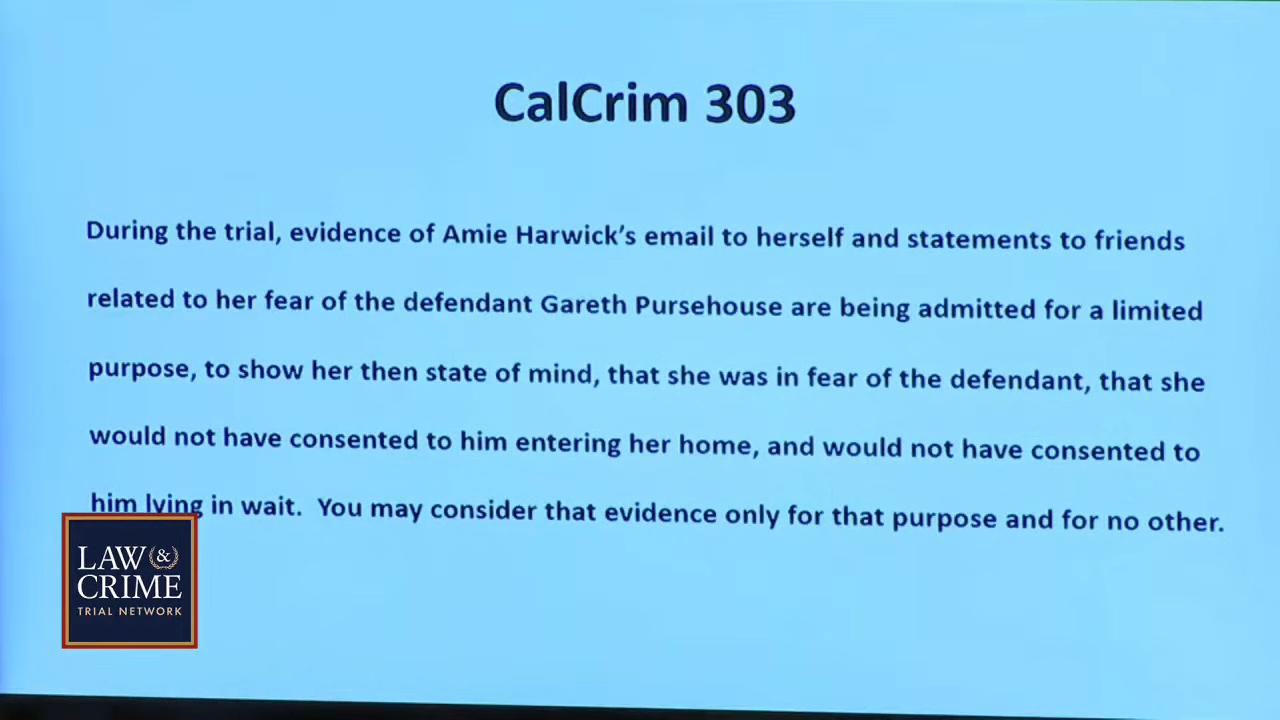 CalCrim 303
During the trial, evidence of Amie Harwick’s email to herself and statements to friends
related to her fear of the defendant Gareth Pursehouse are being admitted for a limited
purpose, to show her then state of mind, that she was in fear of the defendant, that she
would not have consented to him entering her home, and would not have consented to
him lying in wait.  You may consider that evidence only for that purpose and for no other.
LAW &
CRIME
TRIAL NETWORK